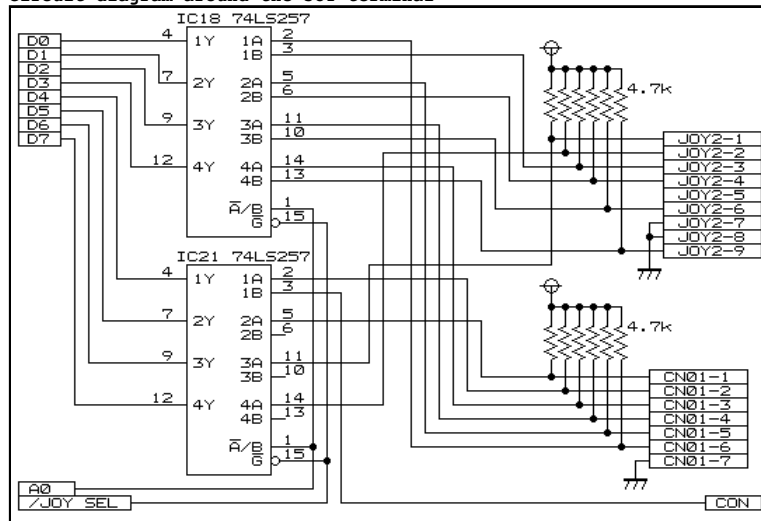 Circuit diagram around the terminal
IC18 74LS257
D0
D1
D2
D3
D4
D5
D6
D7
4 1Y 1A 2
1B 3
7 2Y 2A 5
2B 6
9 3Y 3A 11
3B 10
12 4Y 4A 14
4B 13
A̅/B 1
G̅ 15
4.7k
JOY2-1
JOY2-2
JOY2-3
JOY2-4
JOY2-5
JOY2-6
JOY2-7
JOY2-8
JOY2-9
IC21 74LS257
4 1Y 1A 2
1B 3
7 2Y 2A 5
2B 6
9 3Y 3A 11
3B 10
12 4Y 4A 14
4B 13
A̅/B 1
G̅ 15
4.7k
CN01-1
CN01-2
CN01-3
CN01-4
CN01-5
CN01-6
CN01-7
A0
/JOY SEL
CON